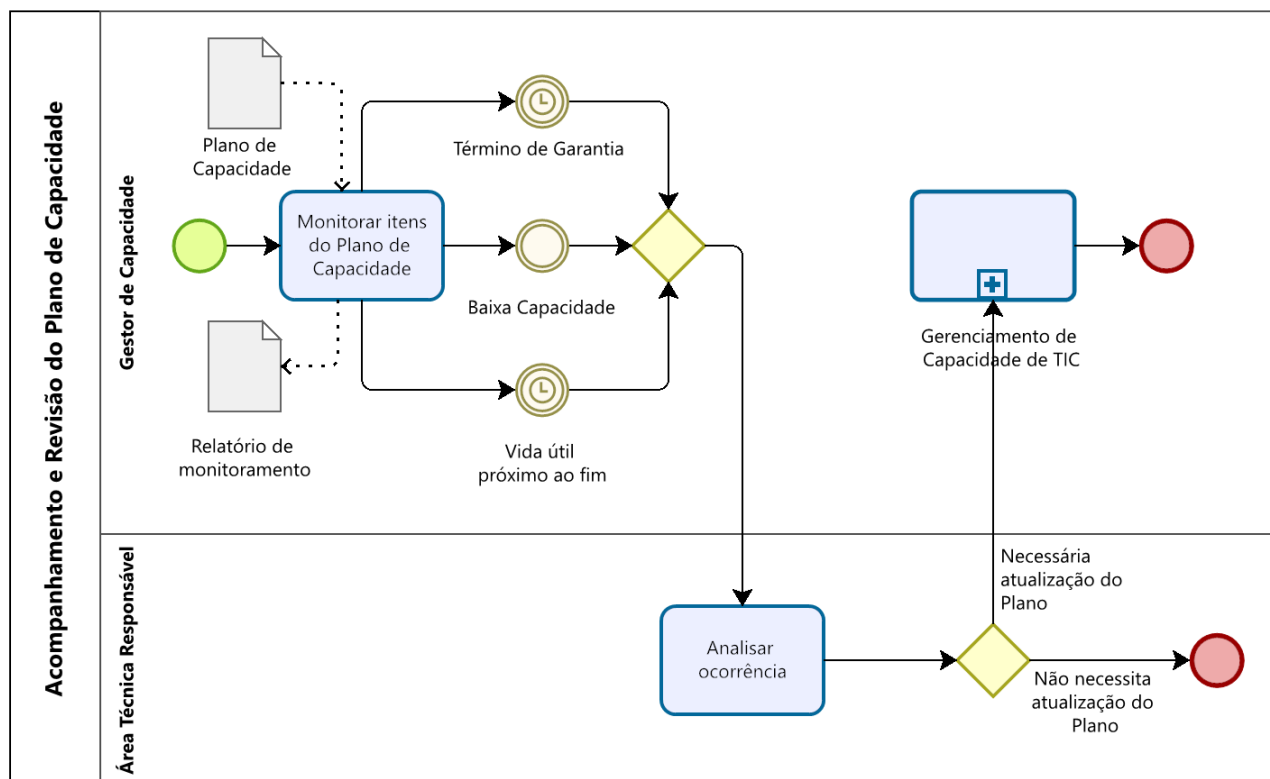 Acompanhamento e Revisão do Plano de Capacidade
Gestor de Capacidade
Plano de
Capacidade
Monitorar itens
do Plano de
Capacidade
Relatório de
monitoramento
Término de Garantia
Baixa Capacidade
Vida útil
próximo ao fim
Gerenciamento de
Capacidade de TIC
Área Técnica Responsável
Analisar
ocorrência
Necessária
atualização do
Plano
Não necessita
atualização do
Plano